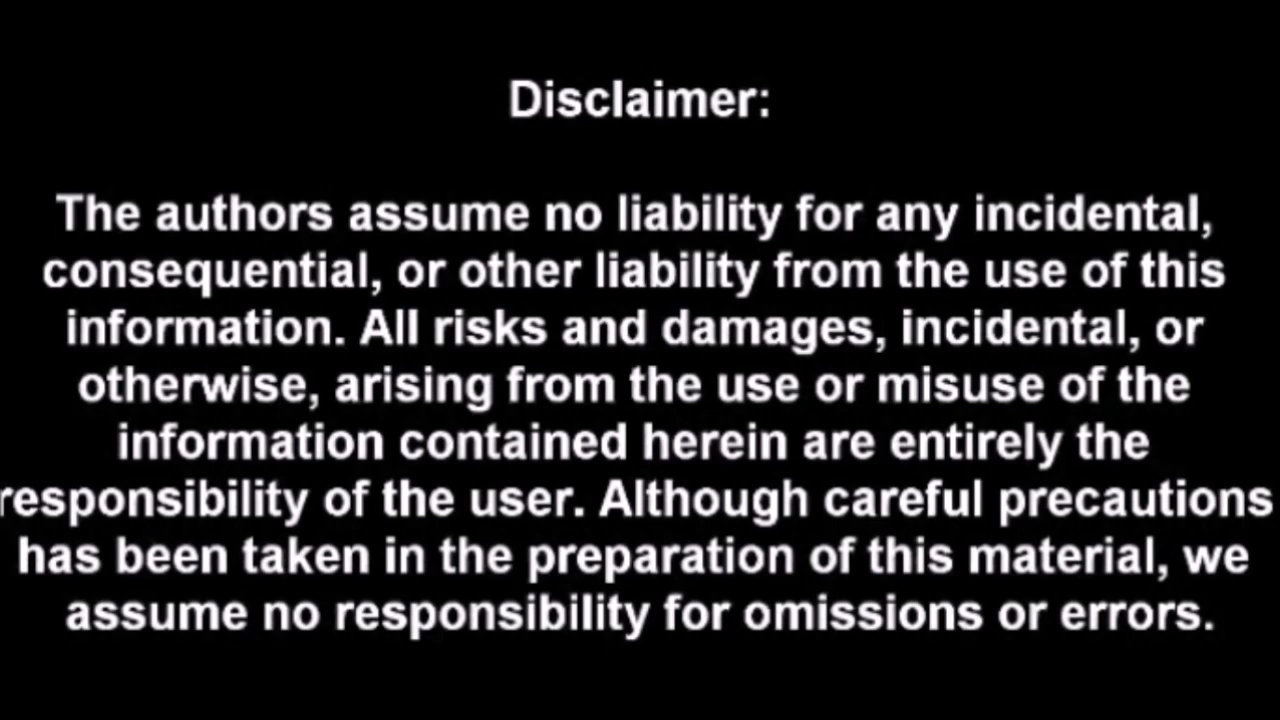 Disclaimer:
The authors assume no liability for any incidental,
consequential, or other liability from the use of this
information. All risks and damages, incidental, or
otherwise, arising from the use or misuse of the
information contained herein are entirely the
responsibility of the user. Although careful precautions
has been taken in the preparation of this material, we
assume no responsibility for omissions or errors.